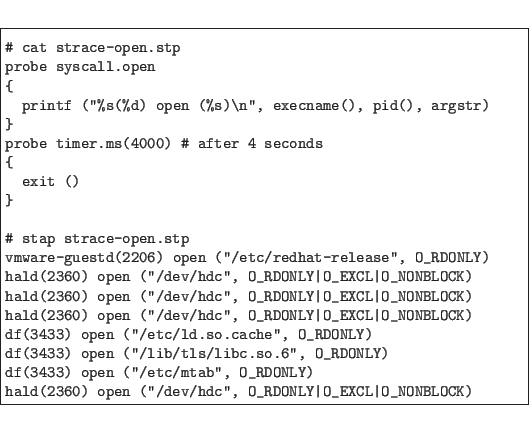 # cat strace-open.stp
probe syscall.open
{
  printf ("%s(%d) open (%s)\n", execname(), pid(), argstr)
}
probe timer.ms(4000) # after 4 seconds
{
  exit ()
}

# stap strace-open.stp
vmware-guestd(2206) open ("/etc/redhat-release", O_RDONLY)
hald(2360) open ("/dev/hdc", O_RDONLY|O_EXCL|O_NONBLOCK)
hald(2360) open ("/dev/hdc", O_RDONLY|O_EXCL|O_NONBLOCK)
hald(2360) open ("/dev/hdc", O_RDONLY|O_EXCL|O_NONBLOCK)
df(3433) open ("/etc/ld.so.cache", O_RDONLY)
df(3433) open ("/lib/tls/libc.so.6", O_RDONLY)
df(3433) open ("/etc/mtab", O_RDONLY)
hald(2360) open ("/dev/hdc", O_RDONLY|O_EXCL|O_NONBLOCK)